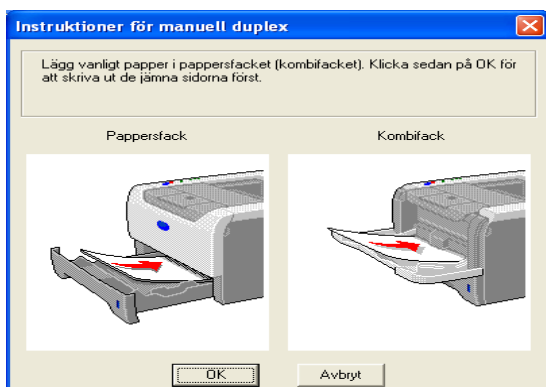 Instruktioner för manuell duplex
Lägg vanligt papper i pappersfacket (kombifacket). Klicka sedan på OK för
att skriva ut de jämna sidorna först.
Pappersfack
Kombifack
OK
Avbryt